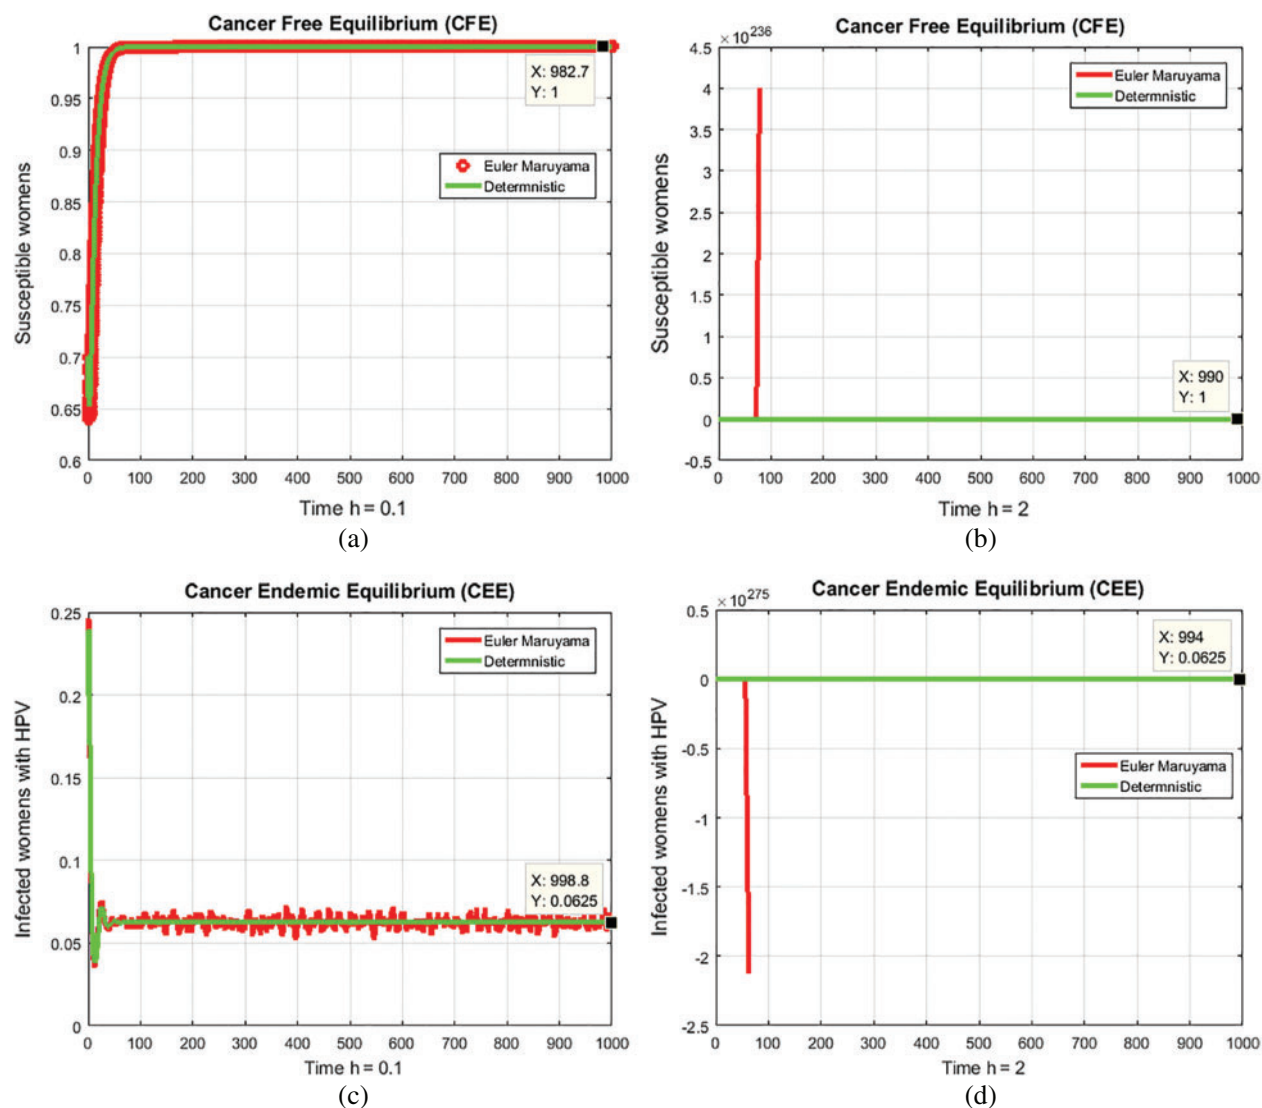 Cancer Free Equilibrium (CFE)
1
0.95
0.9
0.85
0.8
0.75
0.7
0.65
0.6
Susceptible womens
X: 982.7
Y: 1
Euler Maruyama
Determnistic
0 100 200 300 400 500 600 700 800 900 1000
Time h = 0.1
(a)
Cancer Free Equilibrium (CFE)
×10^236
4.5
4
3.5
3
2.5
2
1.5
1
0.5
0
-0.5
Susceptible womens
Euler Maruyama
Determnistic
X: 990
Y: 1
0 100 200 300 400 500 600 700 800 900 1000
Time h = 2
(b)
Cancer Endemic Equilibrium (CEE)
0.25
0.2
0.15
0.1
0.05
0
Infected womens with HPV
Euler Maruyama
Determnistic
X: 998.8
Y: 0.0625
0 100 200 300 400 500 600 700 800 900 1000
Time h = 0.1
(c)
Cancer Endemic Equilibrium (CEE)
×10^275
0.5
0
-0.5
-1
-1.5
-2
-2.5
Infected womens with HPV
X: 994
Y: 0.0625
Euler Maruyama
Determnistic
0 100 200 300 400 500 600 700 800 900 1000
Time h = 2
(d)